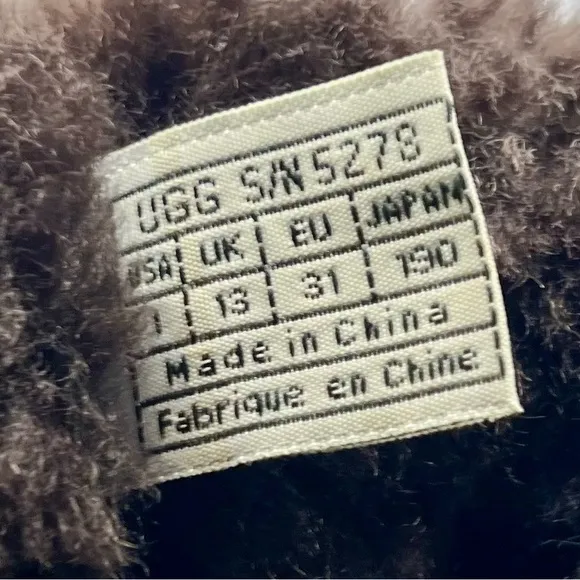 UGG S/N 5278
USA UK EU JAPAN
1 13 31 190
Made in China
Fabrique en Chine